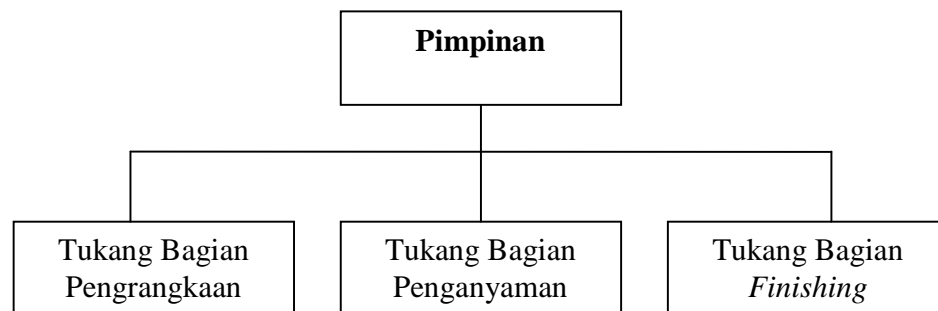 Pimpinan
Tukang Bagian
Pengrangkaan
Tukang Bagian
Penganyaman
Tukang Bagian
Finishing